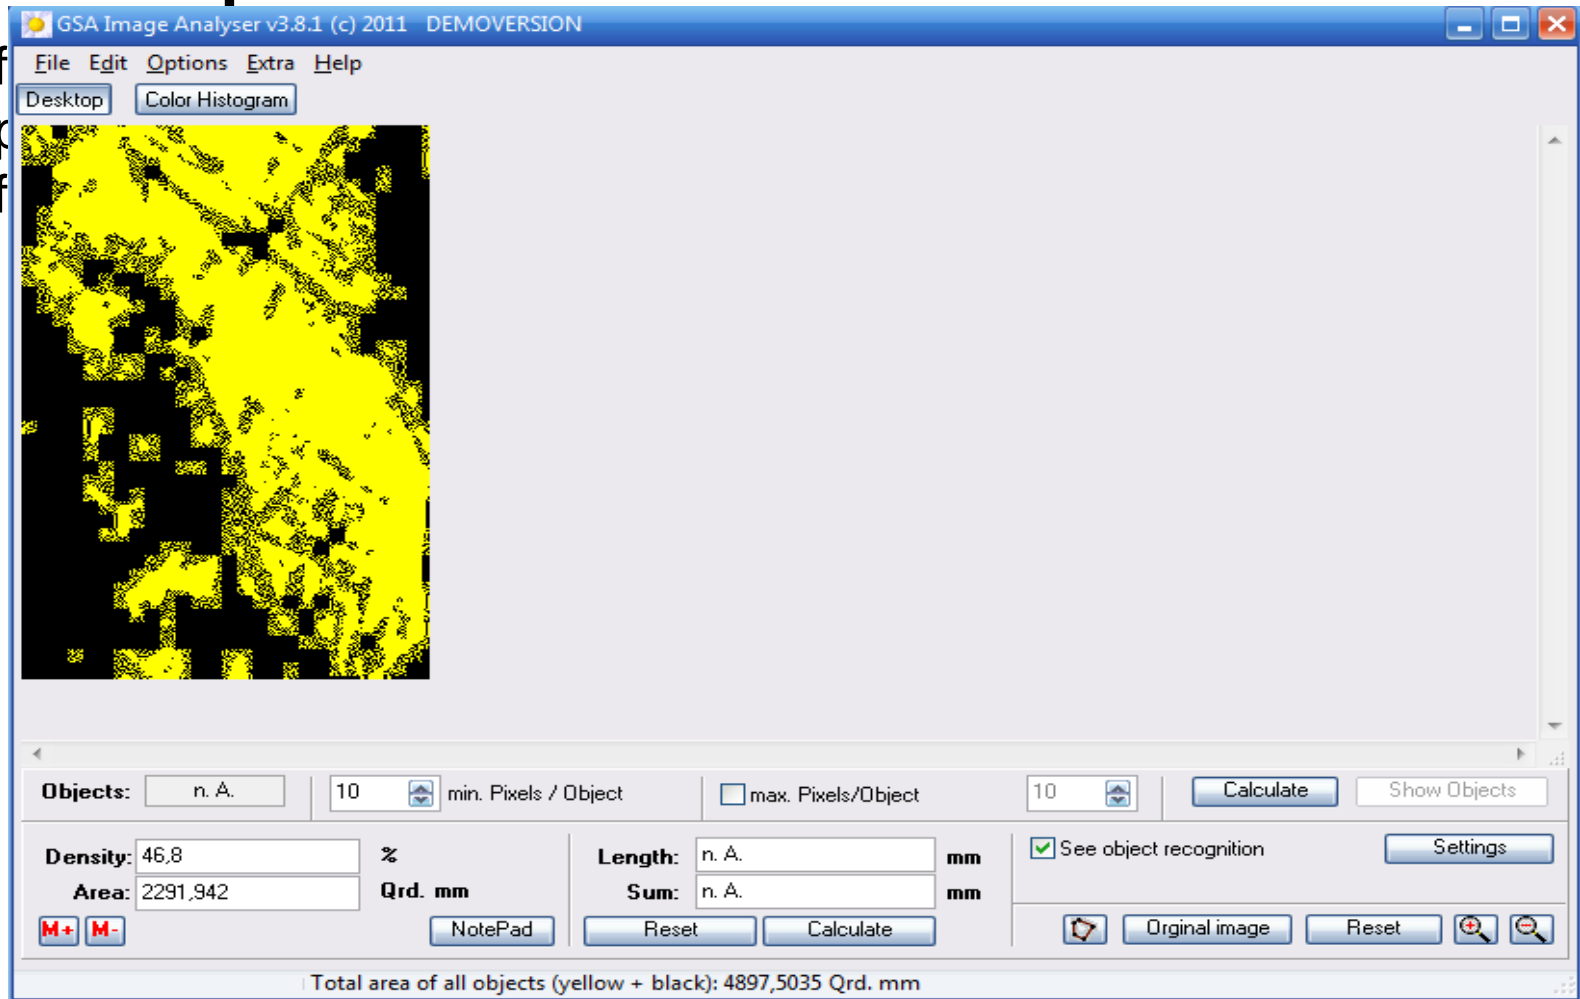 GSA Image Analyser v3.8.1 (c) 2011 DEMOVERSION
File Edit Options Extra Help
Desktop Color Histogram
Objects: n. A. 10 min. Pixels / Object max. Pixels/Object 10 Calculate Show Objects
Density: 46,8 % Length: n. A. mm See object recognition Settings
Area: 2291,942 Qrd. mm Sum: n. A. mm
M+ M- NotePad Reset Calculate Orginal image Reset
Total area of all objects (yellow + black): 4897,5035 Qrd. mm